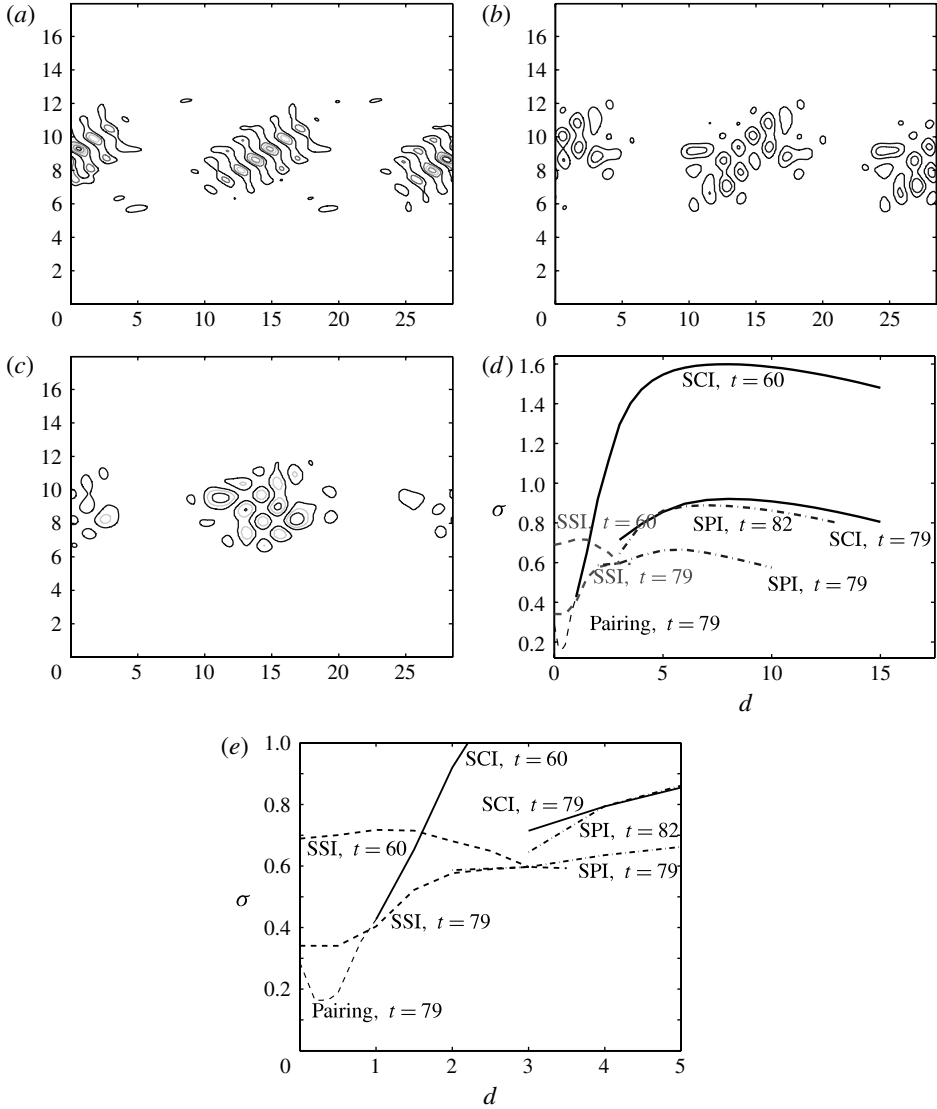 (a)
16
14
12
10
8
6
4
2
0
5
10
15
20
25
(b)
16
14
12
10
8
6
4
2
0
5
10
15
20
25
(c)
16
14
12
10
8
6
4
2
0
5
10
15
20
25
(d)
1.6
1.4
1.2
1.0
σ 0.8
0.6
0.4
0.2
0
5
10
15
d
SCI, t = 60
SSI, t = 60
SPI, t = 82
SCI, t = 79
SSI, t = 79
SPI, t = 79
Pairing, t = 79
(e)
1.0
0.8
0.6
σ
0.4
0.2
0
1
2
3
4
5
d
SCI, t = 60
SCI, t = 79
SPI, t = 82
SSI, t = 60
SPI, t = 79
SSI, t = 79
Pairing, t = 79